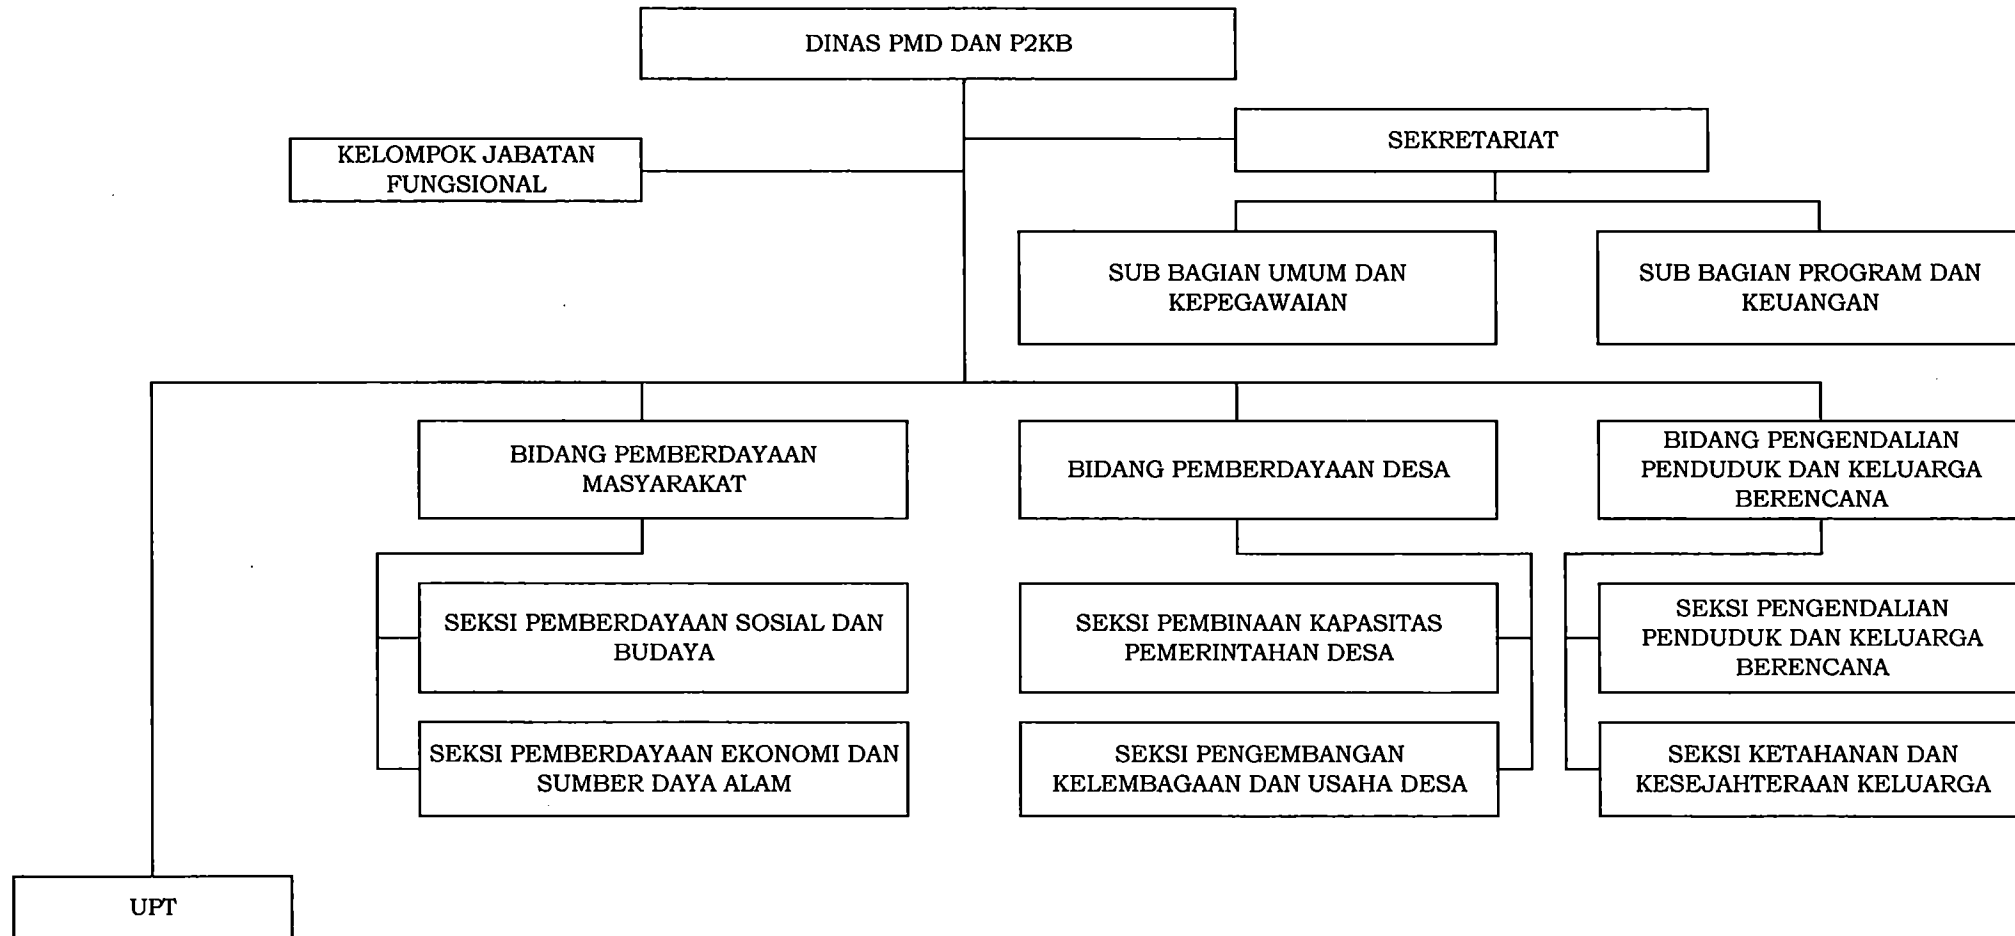 DINAS PMD DAN P2KB
SEKRETARIAT
KELOMPOK JABATAN
FUNGSIONAL
SUB BAGIAN UMUM DAN
KEPEGAWAIAN
SUB BAGIAN PROGRAM DAN
KEUANGAN
BIDANG PEMBERDAYAAN
MASYARAKAT
BIDANG PEMBERDAYAAN DESA
BIDANG PENGENDALIAN
PENDUDUK DAN KELUARGA
BERENCANA
SEKSI PEMBERDAYAAN SOSIAL DAN
BUDAYA
SEKSI PEMBINAAN KAPASITAS
PEMERINTAHAN DESA
SEKSI PENGENDALIAN
PENDUDUK DAN KELUARGA
BERENCANA
SEKSI PEMBERDAYAAN EKONOMI DAN
SUMBER DAYA ALAM
SEKSI PENGEMBANGAN
KELEMBAGAAN DAN USAHA DESA
SEKSI KETAHANAN DAN
KESEJAHTERAAN KELUARGA
UPT